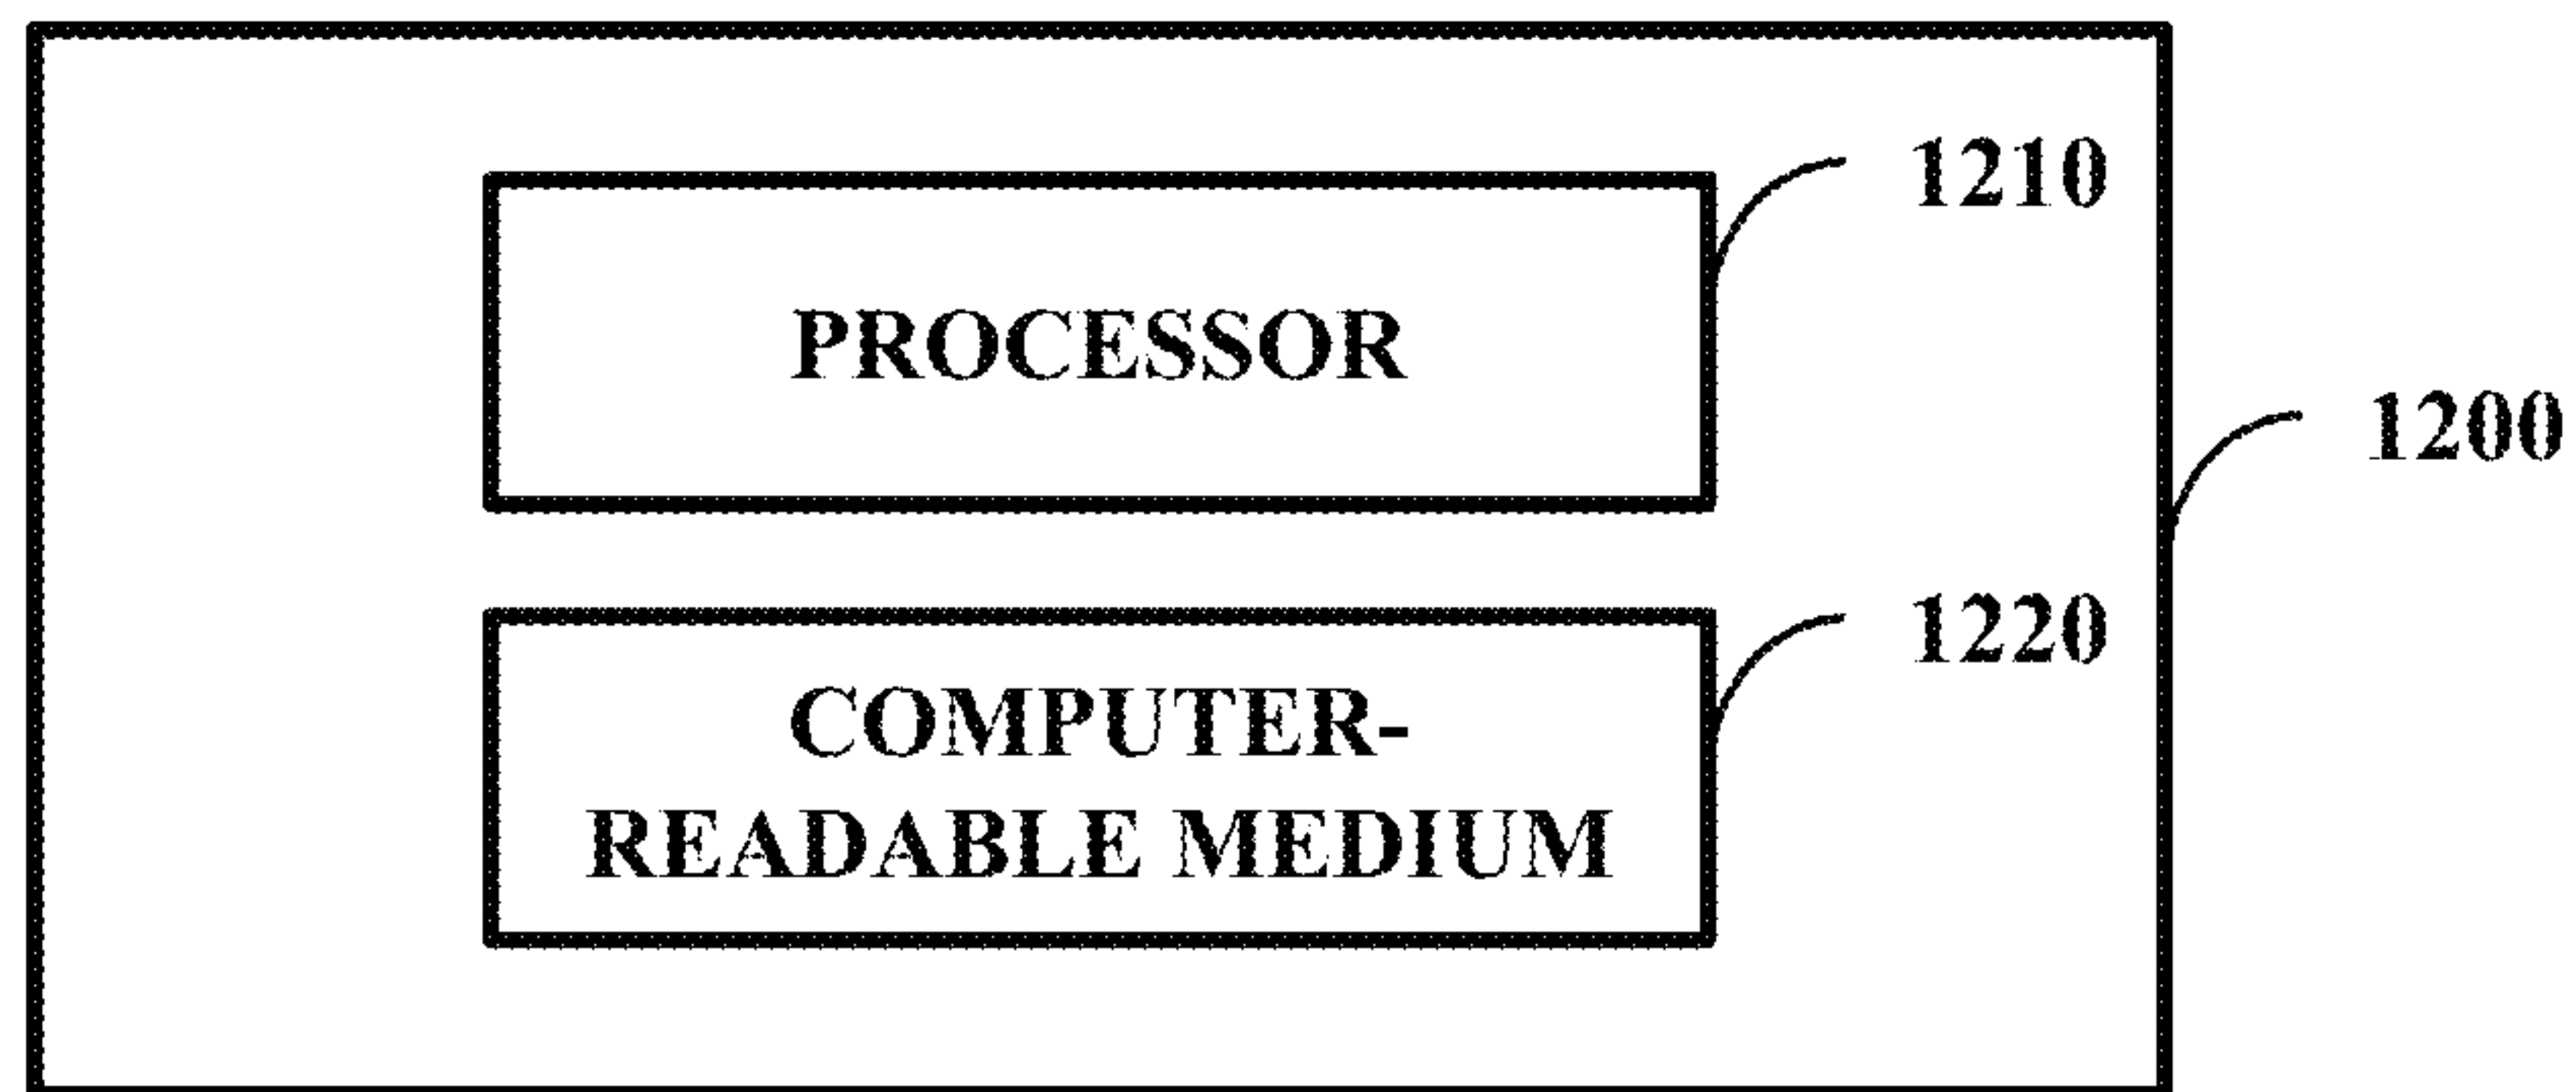 1210
PROCESSOR
1200
1220
COMPUTER-
READABLE MEDIUM